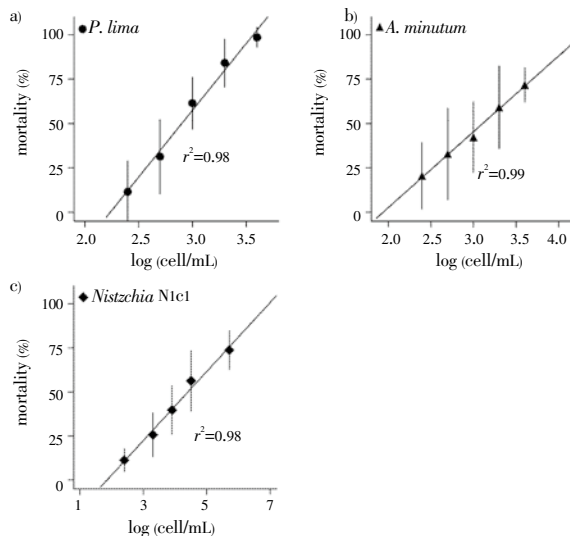 a)
P. lima
100
75
50
25
0
mortality (%)
r²=0.98
2.0 2.5 3.0 3.5
log (cell/mL)
b)
A. minutum
100
75
50
25
0
mortality (%)
r²=0.99
2.0 2.5 3.0 3.5 4.0
log (cell/mL)
c)
Nistzchia N1c1
100
75
50
25
0
mortality (%)
r²=0.98
1 3 5 7
log (cell/mL)